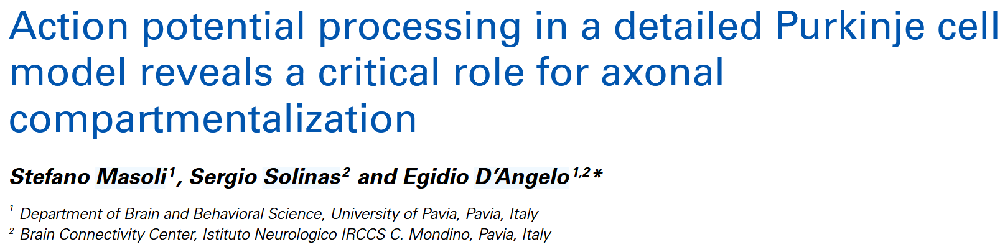 Action potential processing in a detailed Purkinje cell
model reveals a critical role for axonal
compartmentalization
Stefano Masoli1, Sergio Solinas2 and Egidio D’Angelo1,2*
1 Department of Brain and Behavioral Science, University of Pavia, Pavia, Italy
2 Brain Connectivity Center, Istituto Neurologico IRCCS C. Mondino, Pavia, Italy